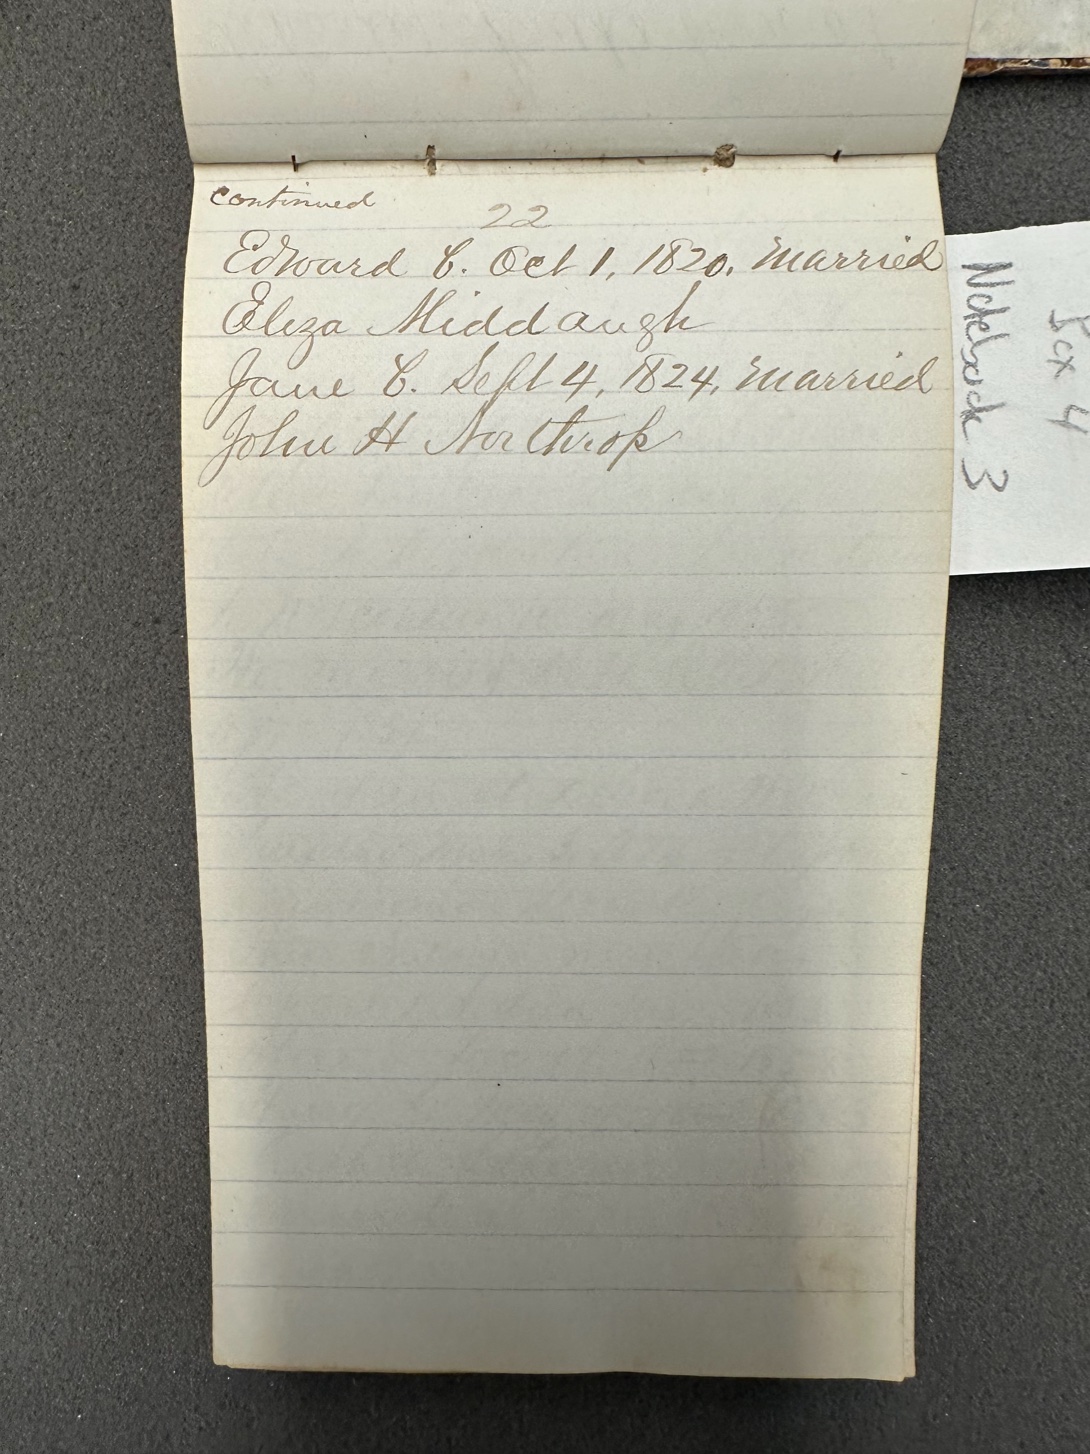 continued
22
Edward C. Oct 1, 1820, Married
Eliza Middaugh
Jane C. Sept 4, 1824, Married
John H Northrop
Box 4
Notebook 3